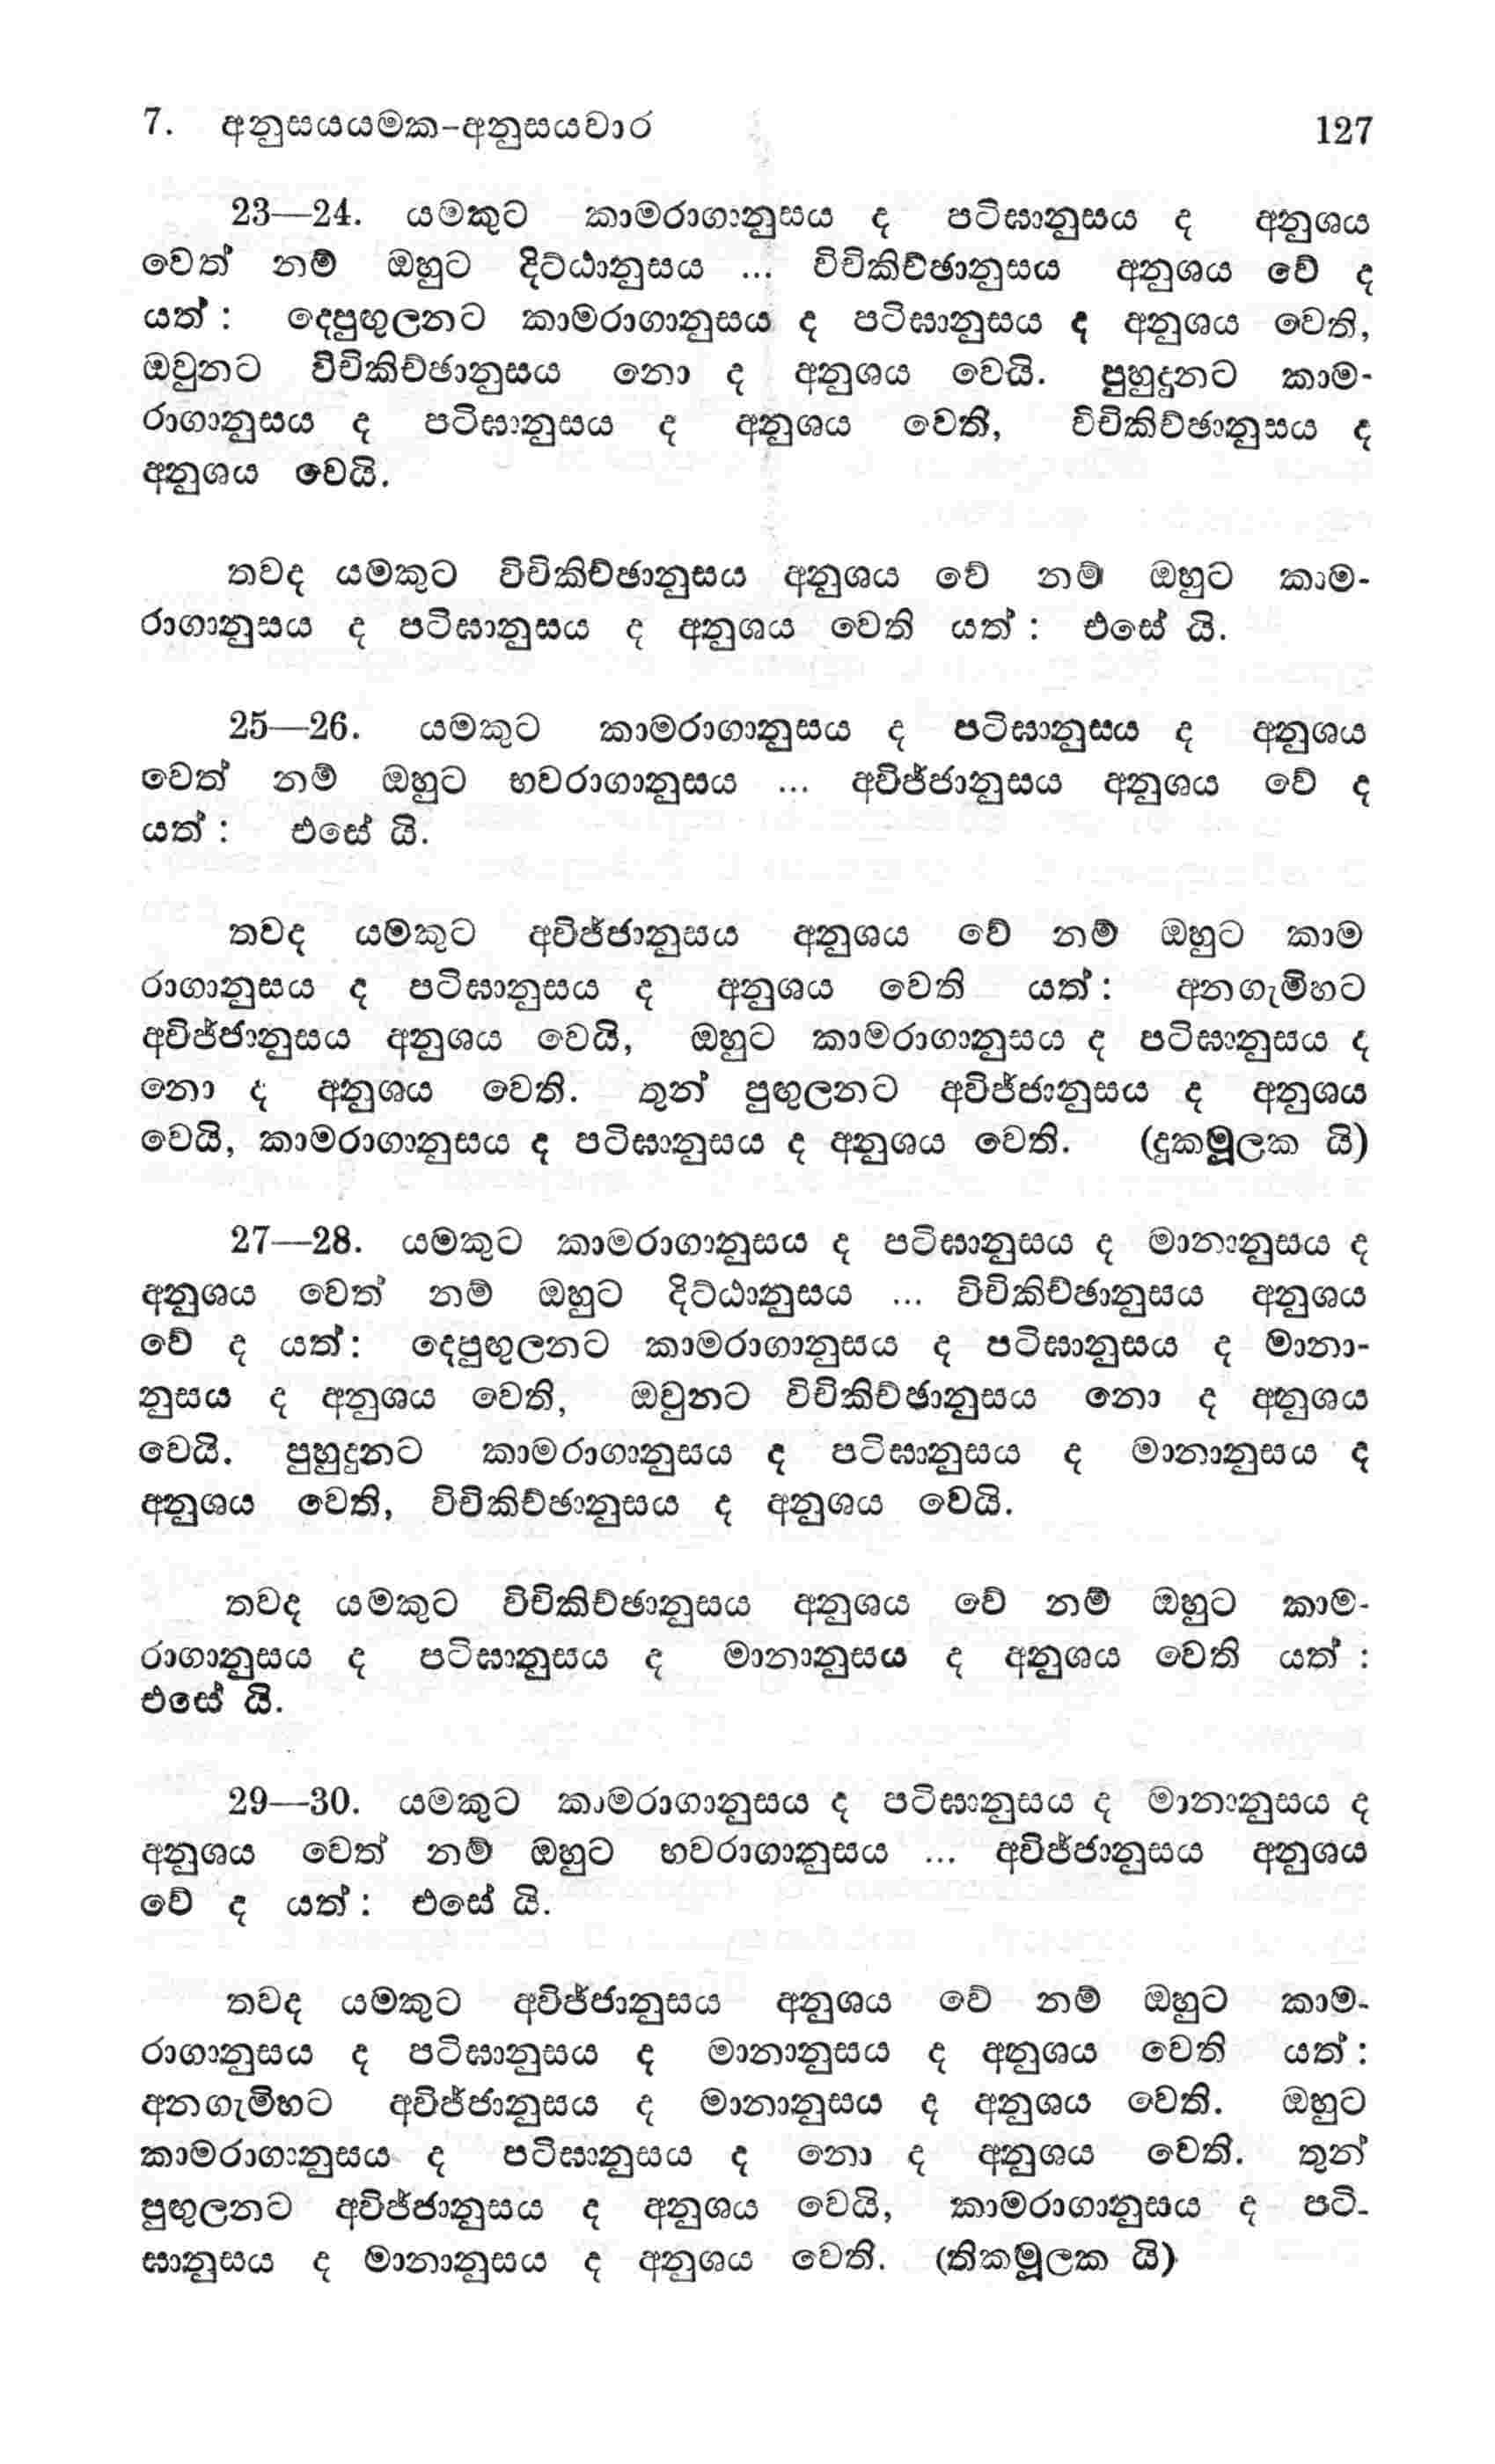 7. අනුසයයමක-අනුසයවාර 127
23—24. යමකුට කාමරාගානුසය ද පටිඝානුසය ද අනුශය
වෙත් නම් ඔහුට දිට්ඨානුසය ... විචිකිච්ඡානුසය අනුශය වේ ද
යත් : දෙපුඟුලනට කාමරාගානුසය ද පටිඝානුසය ද අනුශය වෙති,
ඔවුනට විචිකිච්ඡානුසය නො ද අනුශය වෙයි. පුහුදුනට කාම-
රාගානුසය ද පටිඝානුසය ද අනුශය වෙති, විචිකිච්ඡානුසය ද
අනුශය වෙයි.
තවද යමකුට විචිකිච්ඡානුසය අනුශය වේ නම් ඔහුට කාම-
රාගානුසය ද පටිඝානුසය ද අනුශය වෙති යත් : එසේ යි.
25—26. යමකුට කාමරාගානුසය ද පටිඝානුසය ද අනුශය
වෙත් නම් ඔහුට භවරාගානුසය ... අවිජ්ජානුසය අනුශය වේ ද
යත් : එසේ යි.
තවද යමකුට අවිජ්ජානුසය අනුශය වේ නම් ඔහුට කාම
රාගානුසය ද පටිඝානුසය ද අනුශය වෙති යත් : අනගැමිහට
අවිජ්ජානුසය අනුශය වෙයි, ඔහුට කාමරාගානුසය ද පටිඝානුසය ද
නො ද අනුශය වෙති. තුන් පුඟුලනට අවිජ්ජානුසය ද අනුශය
වෙයි, කාමරාගානුසය ද පටිඝානුසය ද අනුශය වෙති. (දුකමූලක යි)
27—28. යමකුට කාමරාගානුසය ද පටිඝානුසය ද මානානුසය ද
අනුශය වෙත් නම් ඔහුට දිට්ඨානුසය ... විචිකිච්ඡානුසය අනුශය
වේ ද යත් : දෙපුඟුලනට කාමරාගානුසය ද පටිඝානුසය ද මානා-
නුසය ද අනුශය වෙති, ඔවුනට විචිකිච්ඡානුසය නො ද අනුශය
වෙයි. පුහුදුනට කාමරාගානුසය ද පටිඝානුසය ද මානානුසය ද
අනුශය වෙති, විචිකිච්ඡානුසය ද අනුශය වෙයි.
තවද යමකුට විචිකිච්ඡානුසය අනුශය වේ නම් ඔහුට කාම-
රාගානුසය ද පටිඝානුසය ද මානානුසය ද අනුශය වෙති යත් :
එසේ යි.
29—30. යමකුට කාමරාගානුසය ද පටිඝානුසය ද මානානුසය ද
අනුශය වෙත් නම් ඔහුට භවරාගානුසය ... අවිජ්ජානුසය අනුශය
වේ ද යත් : එසේ යි.
තවද යමකුට අවිජ්ජානුසය අනුශය වේ නම් ඔහුට කාම-
රාගානුසය ද පටිඝානුසය ද මානානුසය ද අනුශය වෙති යත් :
අනගැමිහට අවිජ්ජානුසය ද මානානුසය ද අනුශය වෙති. ඔහුට
කාමරාගානුසය ද පටිඝානුසය ද නො ද අනුශය වෙති. තුන්
පුඟුලනට අවිජ්ජානුසය ද අනුශය වෙයි, කාමරාගානුසය ද පටි-
ඝානුසය ද මානානුසය ද අනුශය වෙති. (තිකමූලක යි)